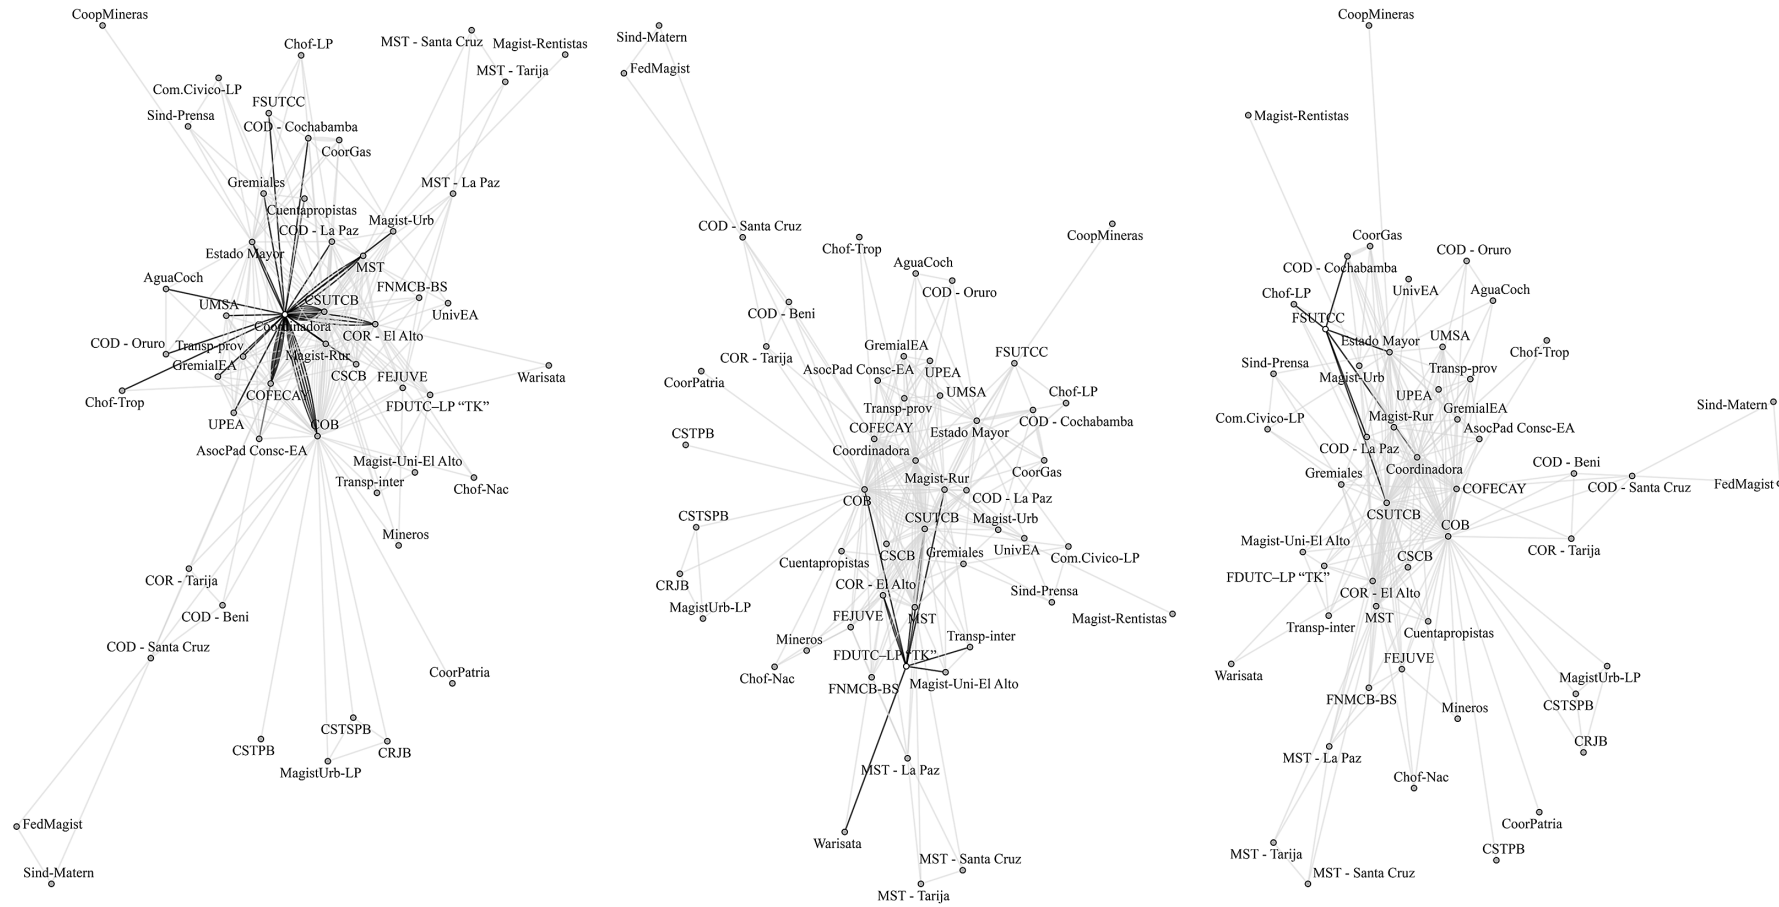 CoopMineras
Chof-LP
MST - Santa Cruz
Magist-Rentistas
MST - Tarija
Com.Civico-LP
FSUTCC
Sind-Prensa
COD - Cochabamba
CoorGas
Gremiales
MST - La Paz
Cuentapropistas
Magist-Urb
COD - La Paz
Estado Mayor
MST
AguaCoch
FNMCB-BS
UMSA
CSUTCB
UnivEA
Coordinadora
COR - El Alto
COD - Oruro
Transp-prov
Magist-Rur
GremialEA
CSCB
FEJUVE
Warisata
COFECAY
Chof-Trop
FDUTC–LP “TK”
UPEA
COB
AsocPad Consc-EA
Magist-Uni-El Alto
Transp-inter
Chof-Nac
Mineros
COR - Tarija
COD - Beni
COD - Santa Cruz
CoorPatria
CSTSPB
CSTPB
CRJB
MagistUrb-LP
FedMagist
Sind-Matern
Sind-Matern
FedMagist
COD - Santa Cruz
CoopMineras
Chof-Trop
AguaCoch
COD - Oruro
COD - Beni
GremialEA
COR - Tarija
FSUTCC
AsocPad Consc-EA
UPEA
CoorPatria
UMSA
Chof-LP
Transp-prov
COD - Cochabamba
COFECAY
Estado Mayor
CSTPB
Coordinadora
CoorGas
Magist-Rur
COB
COD - La Paz
CSTSPB
CSUTCB
Magist-Urb
UnivEA
CSCB
Gremiales
Com.Civico-LP
Cuentapropistas
CRJB
COR - El Alto
Sind-Prensa
MagistUrb-LP
FEJUVE
MST
Magist-Rentistas
Mineros
Transp-inter
FDUTC–LP “TK”
Chof-Nac
FNMCB-BS
Magist-Uni-El Alto
MST - La Paz
Warisata
MST - Santa Cruz
MST - Tarija
CoopMineras
Magist-Rentistas
CoorGas
COD - Oruro
COD - Cochabamba
UnivEA
AguaCoch
Chof-LP
FSUTCC
Estado Mayor
UMSA
Chof-Trop
Sind-Prensa
Magist-Urb
Transp-prov
UPEA
Com.Civico-LP
Magist-Rur
GremialEA
Sind-Matern
AsocPad Consc-EA
COD - La Paz
Gremiales
Coordinadora
COD - Beni
COFECAY
COD - Santa Cruz
FedMagist
CSUTCB
COB
Magist-Uni-El Alto
COR - Tarija
CSCB
FDUTC–LP “TK”
COR - El Alto
Transp-inter
MST
Cuentapropistas
FEJUVE
Warisata
MagistUrb-LP
FNMCB-BS
CSTSPB
Mineros
CRJB
MST - La Paz
Chof-Nac
CoorPatria
CSTPB
MST - Tarija
MST - Santa Cruz